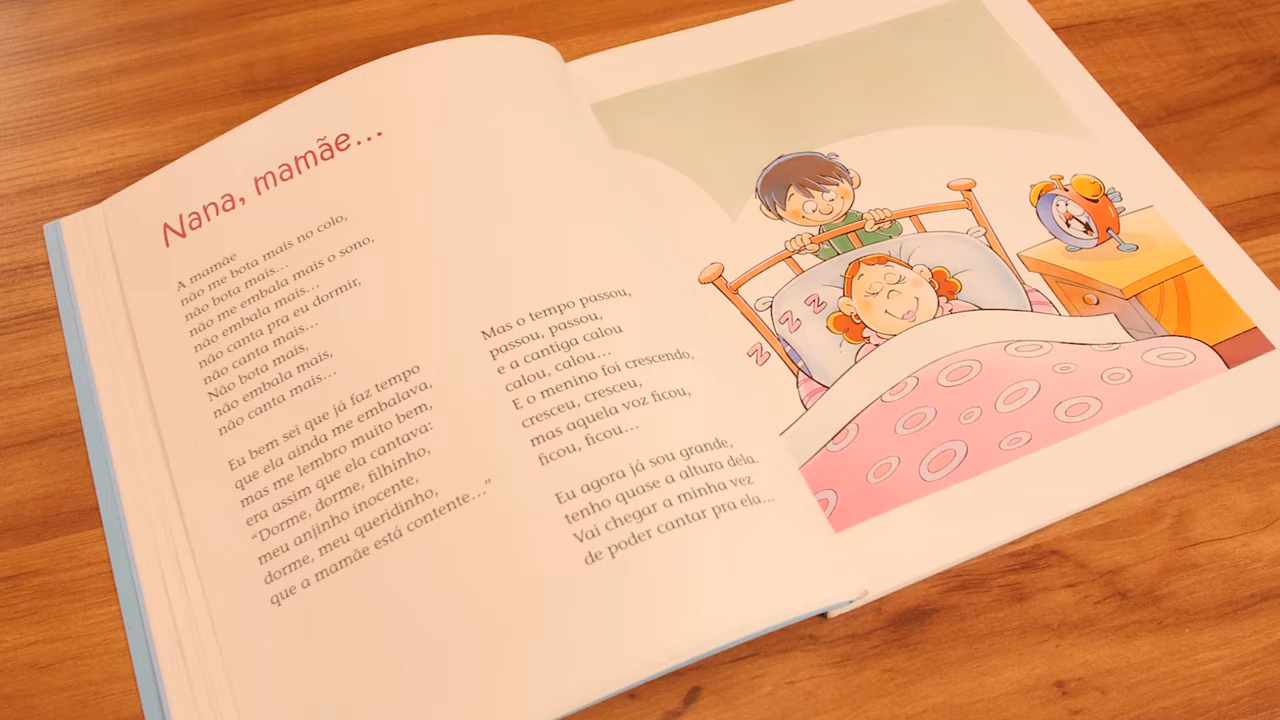 Nana, mamãe...
A mamãe
não me bota mais no colo,
não bota mais...
não me embala mais o sono,
não embala mais...
não canta pra eu dormir,
não canta mais...
Não bota mais,
não embala mais,
não canta mais...
Eu bem sei que já faz tempo
que ela ainda me embalava,
mas me lembro muito bem,
era assim que ela cantava:
“Dorme, dorme, filhinho,
meu anjinho inocente,
dorme, meu queridinho,
que a mamãe está contente...”
Mas o tempo passou,
passou, passou,
e a cantiga calou
calou, calou...
E o menino foi crescendo,
cresceu, cresceu,
mas aquela voz ficou,
ficou, ficou...
Eu agora já sou grande,
tenho quase a altura dela.
Vai chegar a minha vez
de poder cantar pra ela...
Z Z Z Z